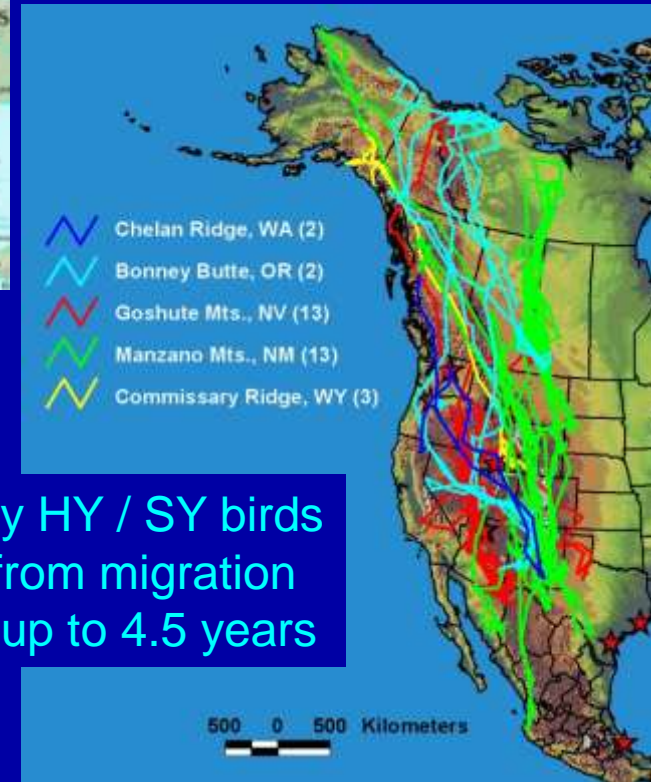 Chelan Ridge, WA (2)
Bonney Butte, OR (2)
Goshute Mts., NV (13)
Manzano Mts., NM (13)
Commissary Ridge, WY (3)
y HY / SY birds
from migration
up to 4.5 years
500 0 500 Kilometers